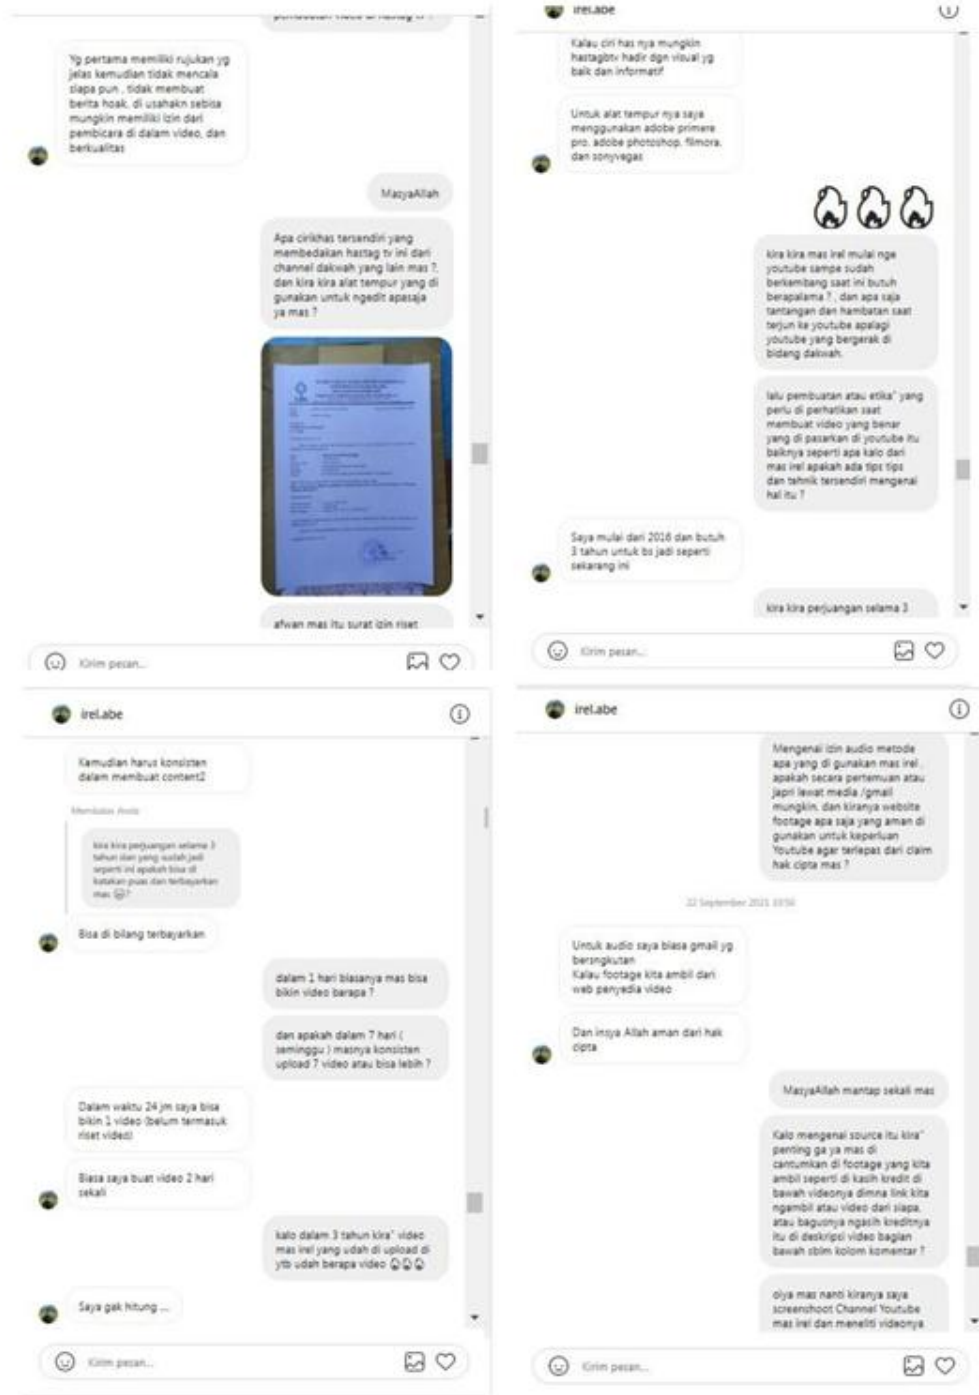 Yg pertama memiliki rujukan yg
jelas kemudian tidak mencala
siapa pun , tidak membuat
berita hoak, di usahakn sebisa
mungkin memiliki izin dari
pembicara di dalam video, dan
berkualitas
MasyaAllah
Apa cirikhas tersendiri yang
membedakan hastag tv ini dari
channel dakwah yang lain mas ?,
dan kira kira alat tempur yang di
gunakan untuk ngedit apasaja
ya mas ?
afwan mas itu surat izin riset
Kirim pesan...
irel.abe
Kalau ciri has nya mungkin
hastagbtv hadir dgn visual yg
baik dan informatif
Untuk alat tempur nya saya
menggunakan adobe primere
pro, adobe photoshop, filmora,
dan sonyvegas
kira kira mas irel mulai nge
youtube sampe sudah
berkembang saat ini butuh
berapalama ? , dan apa saja
tantangan dan hambatan saat
terjun ke youtube apalagi
youtube yang bergerak di
bidang dakwah.
lalu pembuatan atau etika" yang
perlu di perhatikan saat
membuat video yang benar
yang di pasarkan di youtube itu
baiknya seperti apa kalo dari
mas irel apakah ada tips tips
dan tehnik tersendiri mengenai
hal itu ?
Saya mulai dari 2016 dan butuh
3 tahun untuk bs jadi seperti
sekarang ini
kira kira perjuangan selama 3
Kirim pesan...
irel.abe
Kemudian harus konsisten
dalam membuat content2
Membalas Anda
kira kira perjuangan selama 3
tahun dan yang sudah jadi
seperti ini apakah bisa di
katakan puas dan terbayarkan
mas ?
Bisa di bilang terbayarkan
dalam 1 hari biasanya mas bisa
bikin video barapa ?
dan apakah dalam 7 hari (
seminggu ) masnya konsisten
upload 7 video atau bisa lebih ?
Dalam waktu 24 jm saya bisa
bikin 1 video (belum termasuk
riset video)
Biasa saya buat video 2 hari
sekali
kalo dalam 3 tahun kira" video
mas irel yang udah di upload di
ytb udah berapa video
Saya gak hitung ...
Kirim pesan...
irel.abe
Mengenai izin audio metode
apa yang di gunakan mas irel ,
apakah secara pertemuan atau
japri lewat media /gmail
mungkin, dan kiranya website
footage apa saja yang aman di
gunakan untuk keperluan
Youtube agar terlepas dari claim
hak cipta mas ?
22 September 2021 10:50
Untuk audio saya biasa gmail yg
bersngkutan
Kalau footage kita ambil dari
web penyedia video
Dan insya Allah aman dari hak
cipta
MasyaAllah mantap sekali mas
Kalo mengenai source itu kira"
penting ga ya mas di
cantumkan di footage yang kita
ambil seperti di kasih kredit di
bawah videonya dimna link kita
ngambil atau video dari siapa,
atau bagusnya ngasih kreditnya
itu di deskripsi video bagian
bawah sblm kolom komentar ?
oiya mas nanti kiranya saya
screenshoot Channel Youtube
mas irel dan meneliti videonya
Kirim pesan...